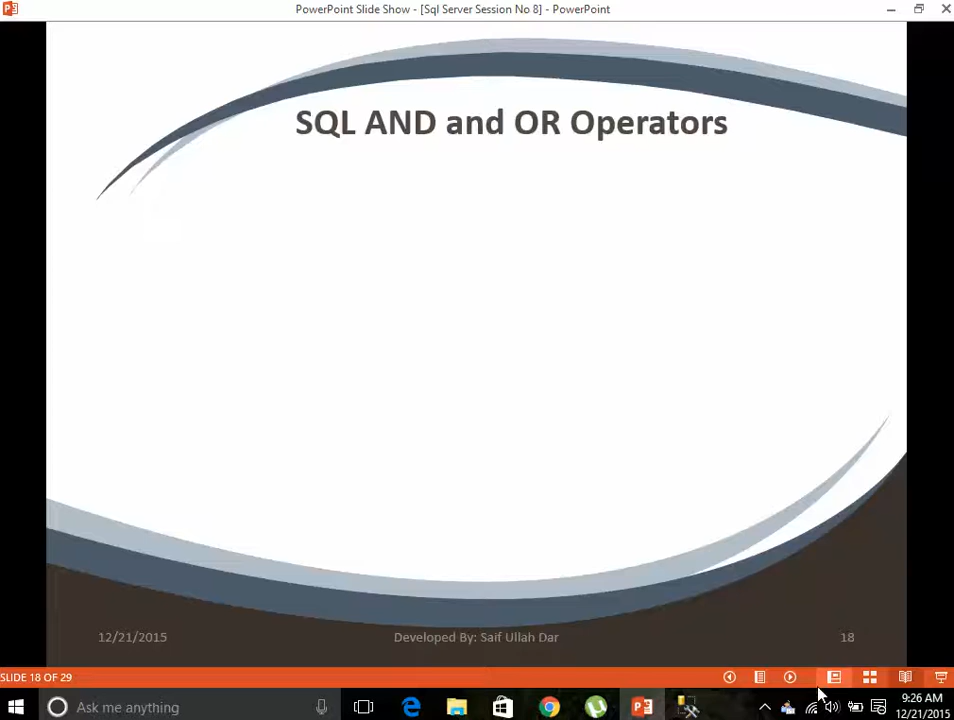 PowerPoint Slide Show - [Sql Server Session No 8] - PowerPoint
SQL AND and OR Operators
12/21/2015
Developed By: Saif Ullah Dar
18
SLIDE 18 OF 29
Ask me anything
9:26 AM
12/21/2015